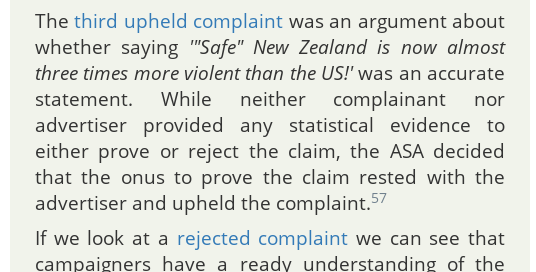 The third upheld complaint was an argument about
whether saying '"Safe" New Zealand is now almost
three times more violent than the US!' was an accurate
statement. While neither complainant nor
advertiser provided any statistical evidence to
either prove or reject the claim, the ASA decided
that the onus to prove the claim rested with the
advertiser and upheld the complaint.57
If we look at a rejected complaint we can see that
campaigners have a ready understanding of the